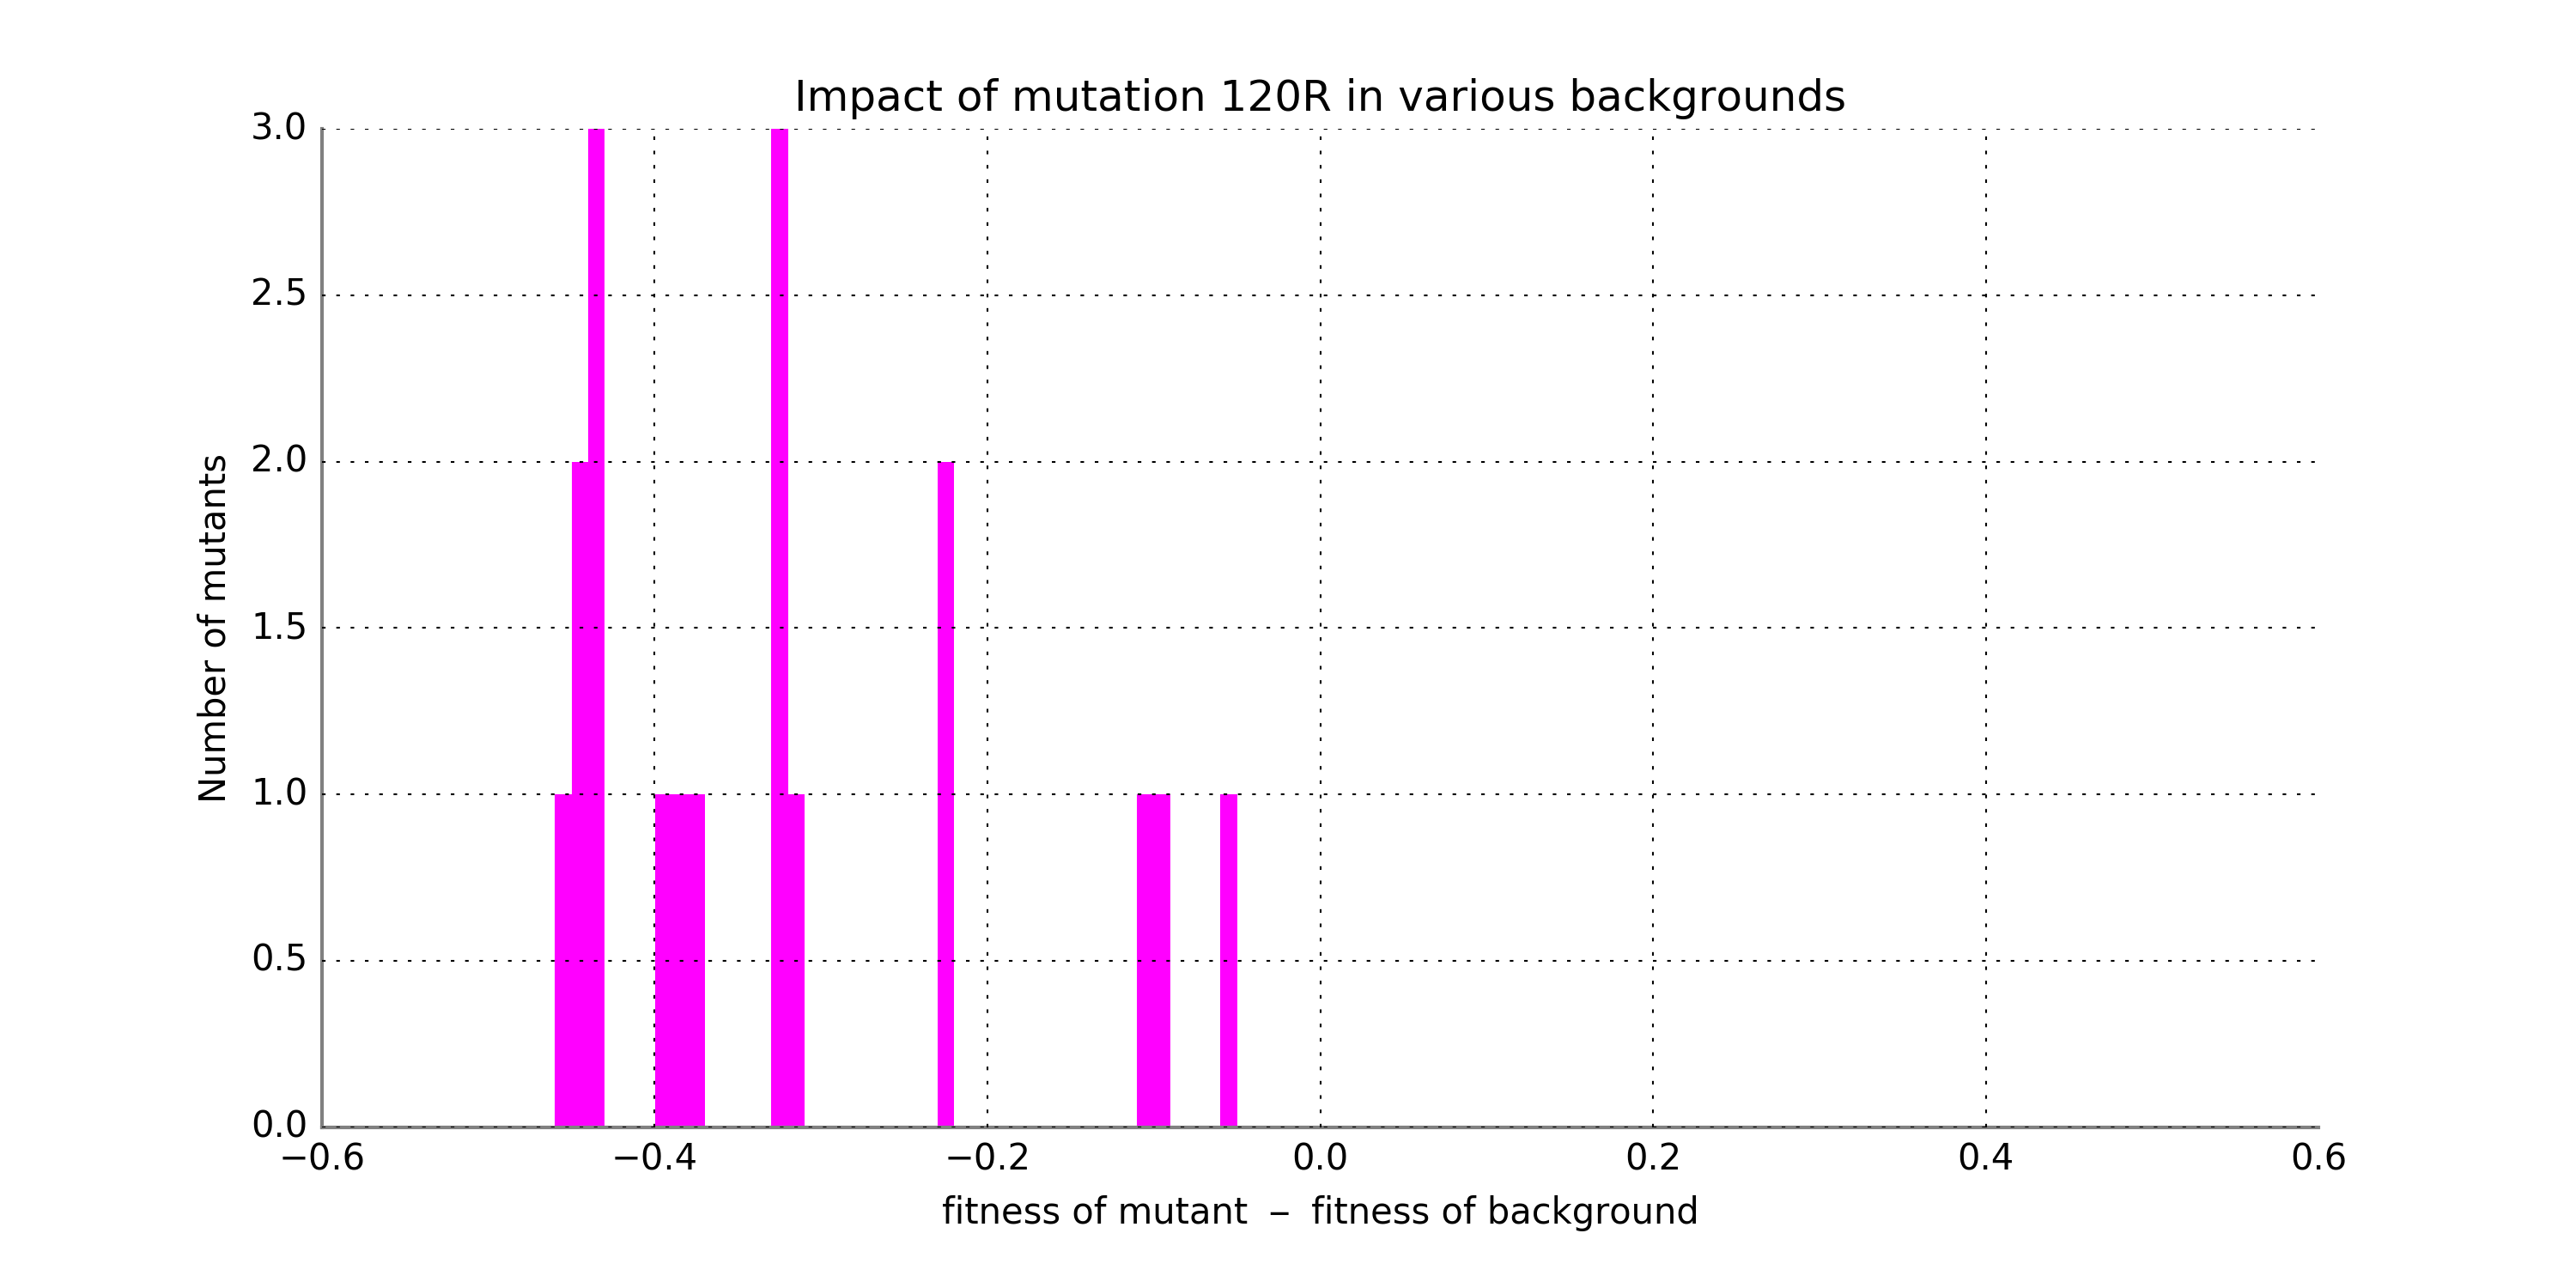 Impact of mutation 120R in various backgrounds
3.0
2.5
2.0
1.5
1.0
0.5
0.0
Number of mutants
−0.6 −0.4 −0.2 0.0 0.2 0.4 0.6
fitness of mutant − fitness of background